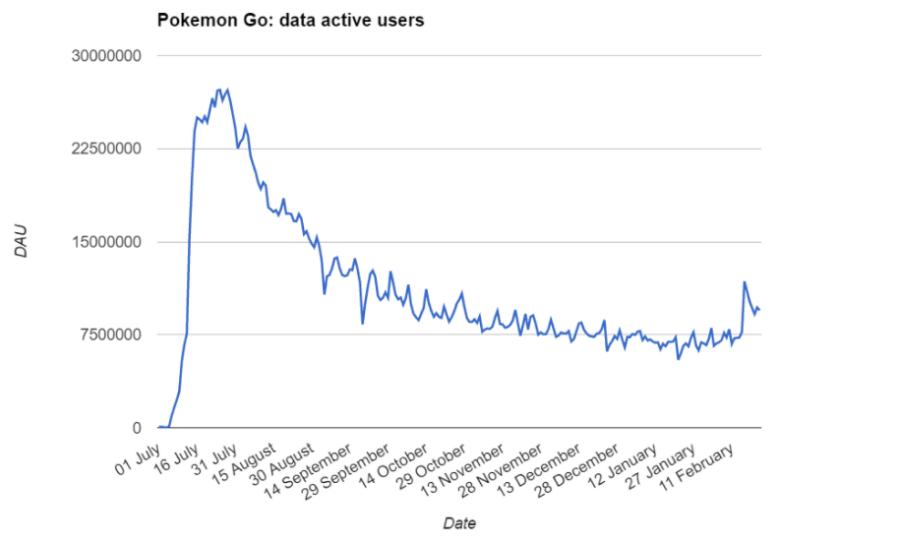 Pokemon Go: data active users
30000000
22500000
15000000
7500000
0
DAU
01 July
16 July
31 July
15 August
30 August
14 September
29 September
14 October
29 October
13 November
28 November
13 December
28 December
12 January
27 January
11 February
Date